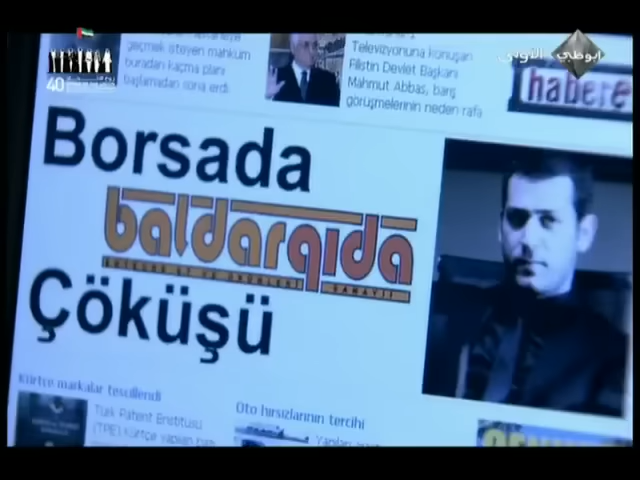 أبوظبي الأولى
40
geçmek isteyen mahkum
buradan kaçma planı
başlamadan sona erdi
Televizyonuna konuşan
Filistin Devlet Başkanı
Mahmut Abbas, barış
görüşmelerinin neden rafa
habere
Borsada
baldargıda
Çöküşü
Kürtçe markalar tescillendi
Türk Patent Enstitüsü
(TPE) Kürtçe yapılan
Oto hırsızlarının tercihi